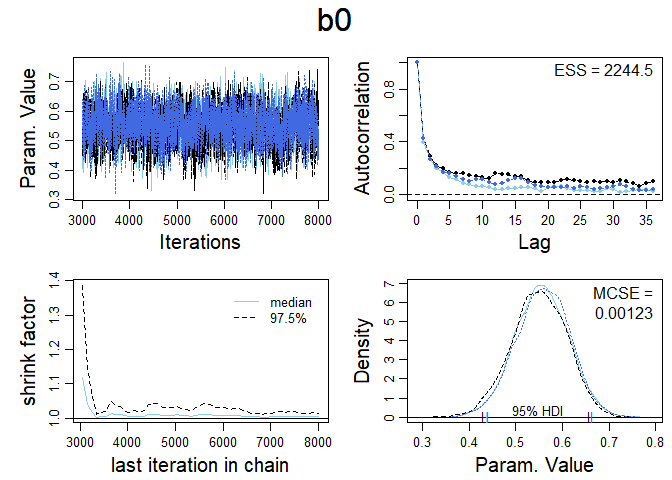 b0
Param. Value
0.3 0.4 0.5 0.6 0.7
3000 4000 5000 6000 7000 8000
Iterations
Autocorrelation
0.0 0.4 0.8
ESS = 2244.5
0 5 10 15 20 25 30 35
Lag
shrink factor
1.0 1.1 1.2 1.3 1.4
median
97.5%
3000 4000 5000 6000 7000 8000
last iteration in chain
Density
0 1 2 3 4 5 6 7
MCSE =
0.00123
95% HDI
0.3 0.4 0.5 0.6 0.7 0.8
Param. Value